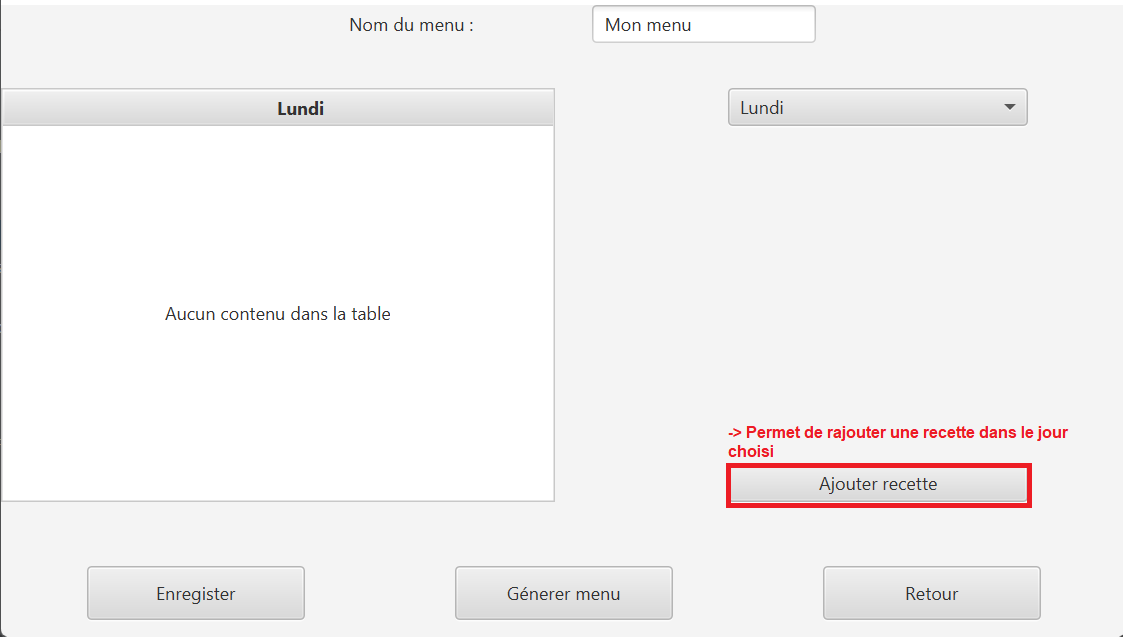 Nom du menu :
Mon menu
Lundi
Lundi
Aucun contenu dans la table
-> Permet de rajouter une recette dans le jour
choisi
Ajouter recette
Enregister
Génerer menu
Retour